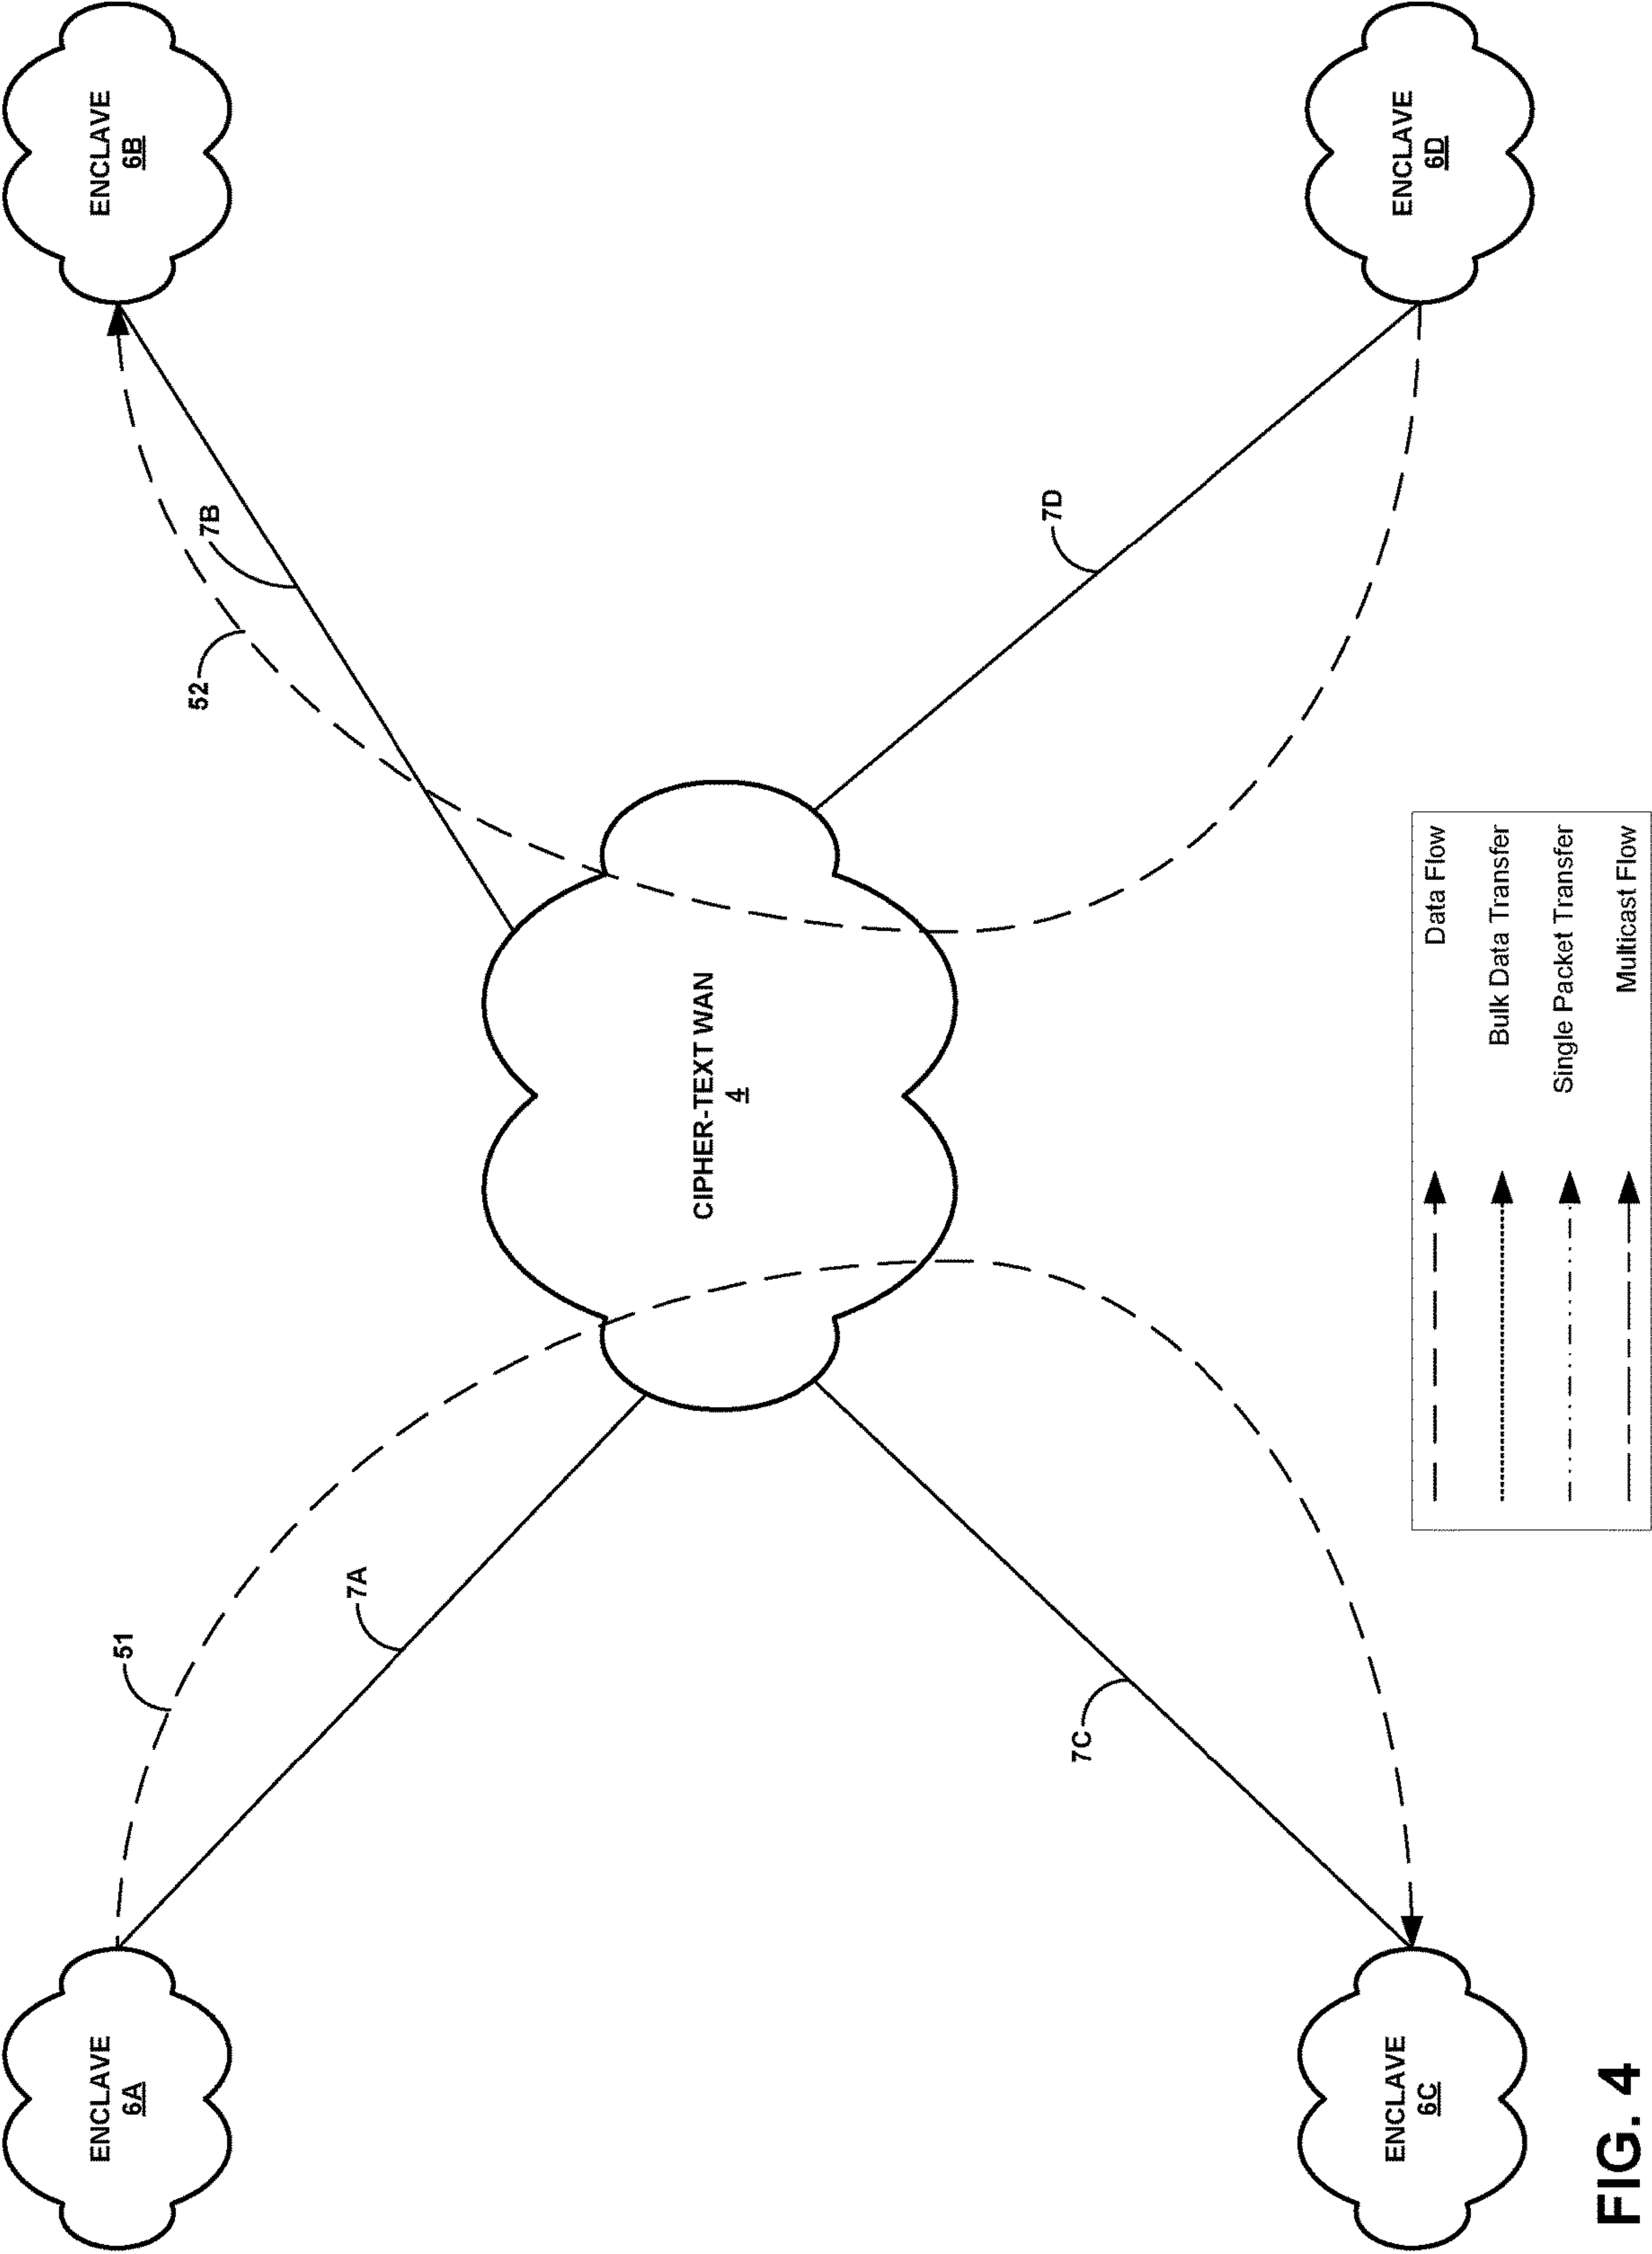 ENCLAVE
6A
ENCLAVE
6B
51
7A
52
7B
CIPHER-TEXT WAN
4
7C
7D
ENCLAVE
6C
ENCLAVE
6D
Data Flow
Bulk Data Transfer
Single Packet Transfer
Multicast Flow
FIG. 4